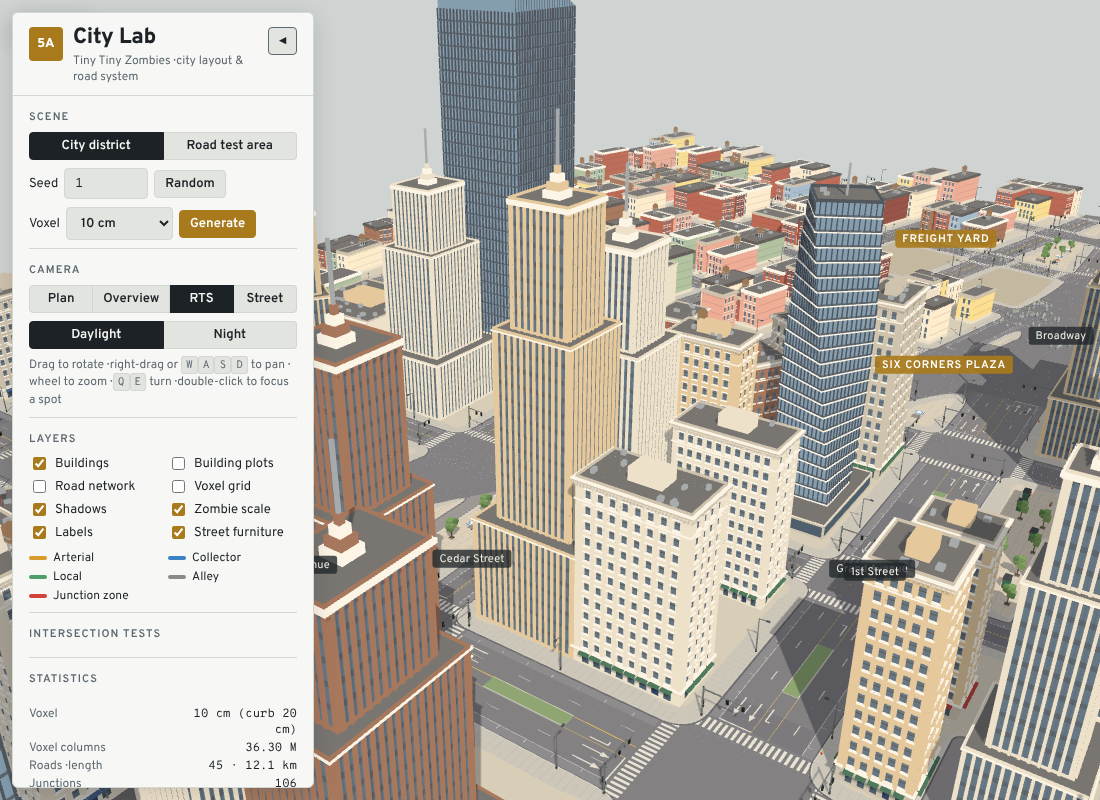 5A
City Lab
Tiny Tiny Zombies · city layout &
road system
◄
SCENE
City district
Road test area
Seed
1
Random
Voxel
10 cm
Generate
CAMERA
Plan
Overview
RTS
Street
Daylight
Night
Drag to rotate · right-drag or W A S D to pan ·
wheel to zoom · Q E turn · double-click to focus
a spot
LAYERS
Buildings
Building plots
Road network
Voxel grid
Shadows
Zombie scale
Labels
Street furniture
Arterial
Collector
Local
Alley
Junction zone
INTERSECTION TESTS
STATISTICS
Voxel
10 cm (curb 20
cm)
Voxel columns
36.30 M
Roads · length
45 · 12.1 km
Junctions
106
FREIGHT YARD
Broadway
SIX CORNERS PLAZA
Cedar Street
1st Street